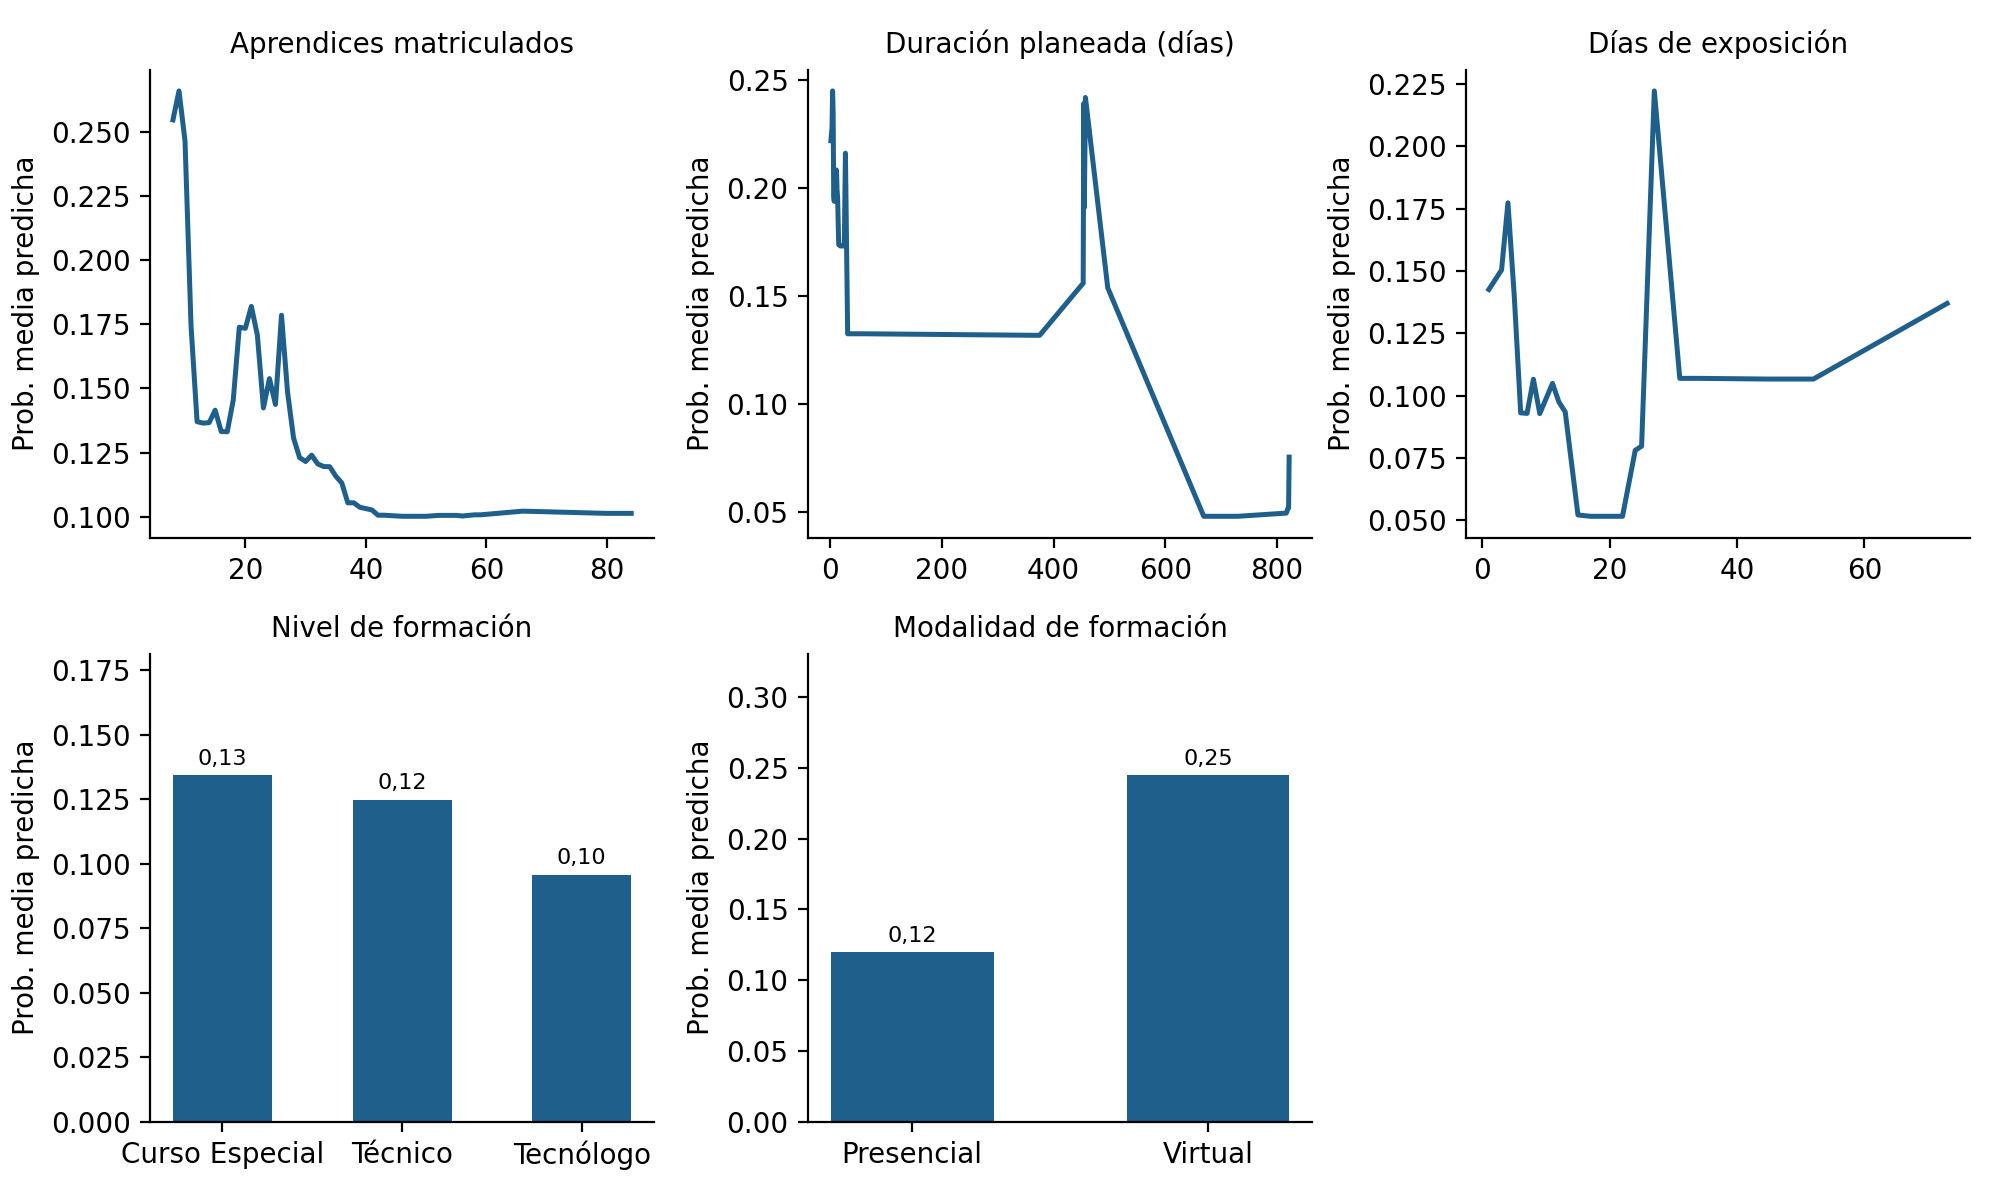 Aprendices matriculados
Prob. media predicha
0.250
0.225
0.200
0.175
0.150
0.125
0.100
20 40 60 80
Duración planeada (días)
Prob. media predicha
0.25
0.20
0.15
0.10
0.05
0 200 400 600 800
Días de exposición
Prob. media predicha
0.225
0.200
0.175
0.150
0.125
0.100
0.075
0.050
0 20 40 60
Nivel de formación
Prob. media predicha
0.175
0.150
0.125
0.100
0.075
0.050
0.025
0.000
0,13
0,12
0,10
Curso Especial Técnico Tecnólogo
Modalidad de formación
Prob. media predicha
0.30
0.25
0.20
0.15
0.10
0.05
0.00
0,12
0,25
Presencial Virtual